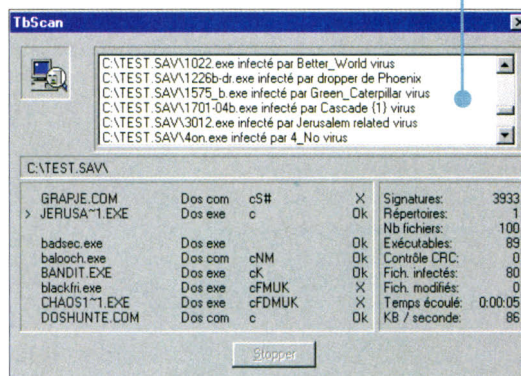 TbScan
C:\TEST.SAV\1022.exe infecté par Better_World virus
C:\TEST.SAV\1226b-dr.exe infecté par dropper de Phoenix
C:\TEST.SAV\1575_b.exe infecté par Green_Caterpillar virus
C:\TEST.SAV\1701-04b.exe infecté par Cascade {1} virus
C:\TEST.SAV\3012.exe infecté par Jerusalem related virus
C:\TEST.SAV\4on.exe infecté par 4_No virus
C:\TEST.SAV\
GRAPJE.COM Dos com cS# X
> JERUSA~1.EXE Dos exe c Ok
badsec.exe Dos exe Ok
balooch.exe Dos com cNM Ok
BANDIT.EXE Dos exe cK Ok
blackfri.exe Dos exe cFMUK X
CHAOS1~1.EXE Dos exe cFDMUK X
DOSHUNTE.COM Dos com c Ok
Signatures: 3933
Répertoires: 1
Nb fichiers: 100
Exécutables: 89
Contrôle CRC: 0
Fich. infectés: 80
Fich. modifiés: 0
Temps écoulé: 0:00:05
KB / seconde: 86
Stopper